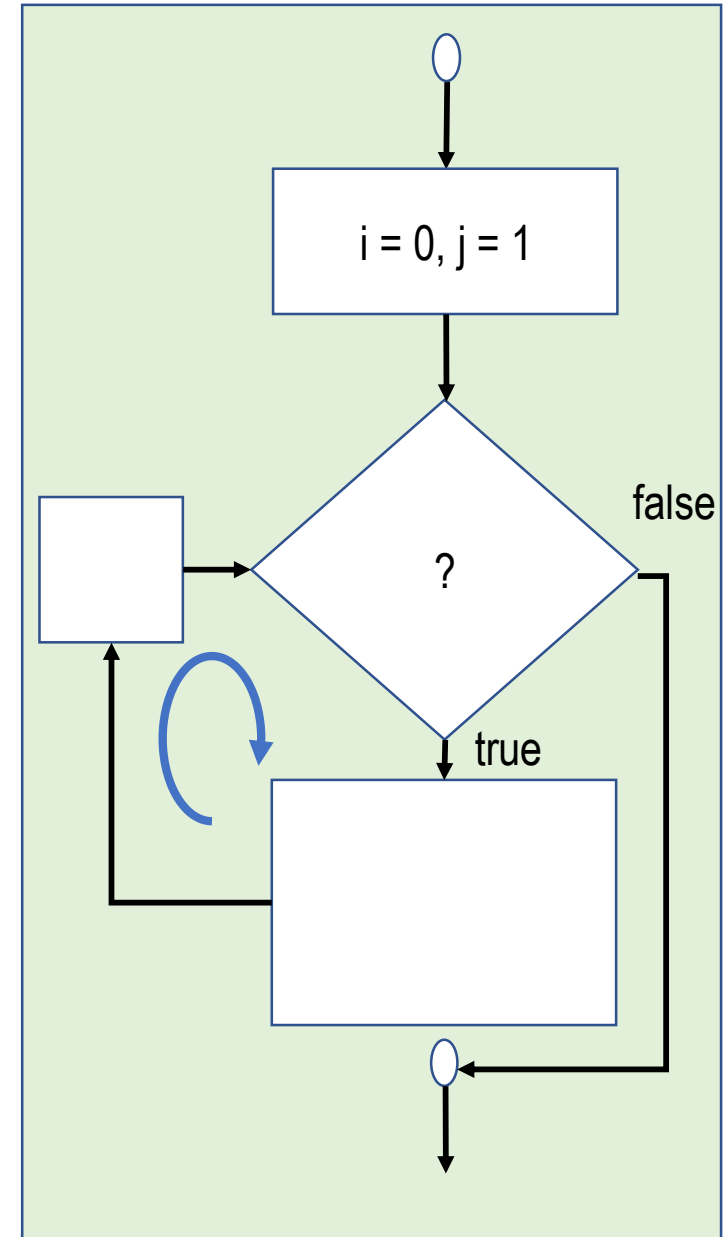 i = 0, j = 1
false
?
true